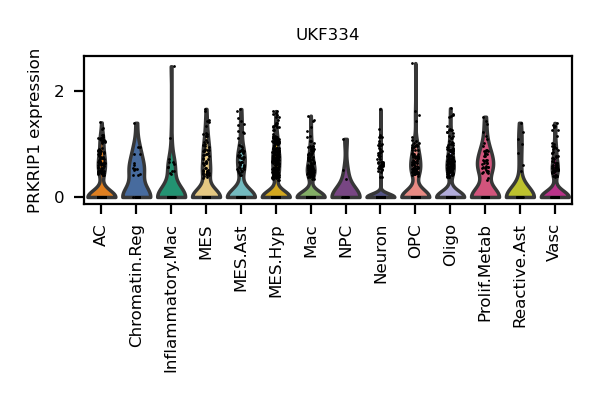 UKF334
PRKRIP1 expression
2
0
AC
Chromatin.Reg
Inflammatory.Mac
MES
MES.Ast
MES.Hyp
Mac
NPC
Neuron
OPC
Oligo
Prolif.Metab
Reactive.Ast
Vasc